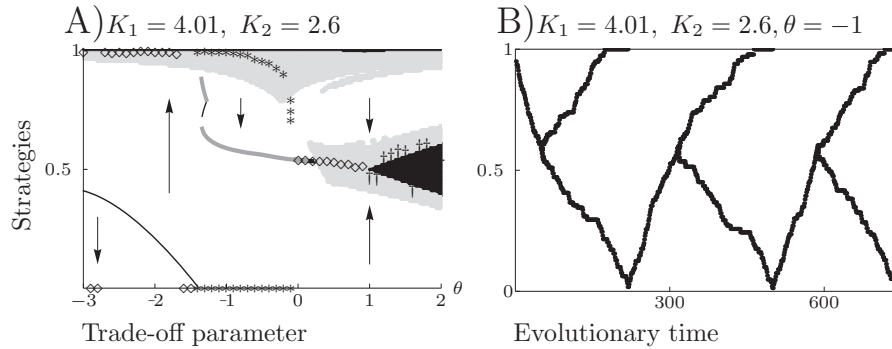 A) K₁ = 4.01, K₂ = 2.6
1
0.5
Strategies
−3 −2 −1 0 1 2 θ
Trade-off parameter
B) K₁ = 4.01, K₂ = 2.6, θ = −1
1
0.5
0
300 600
Evolutionary time